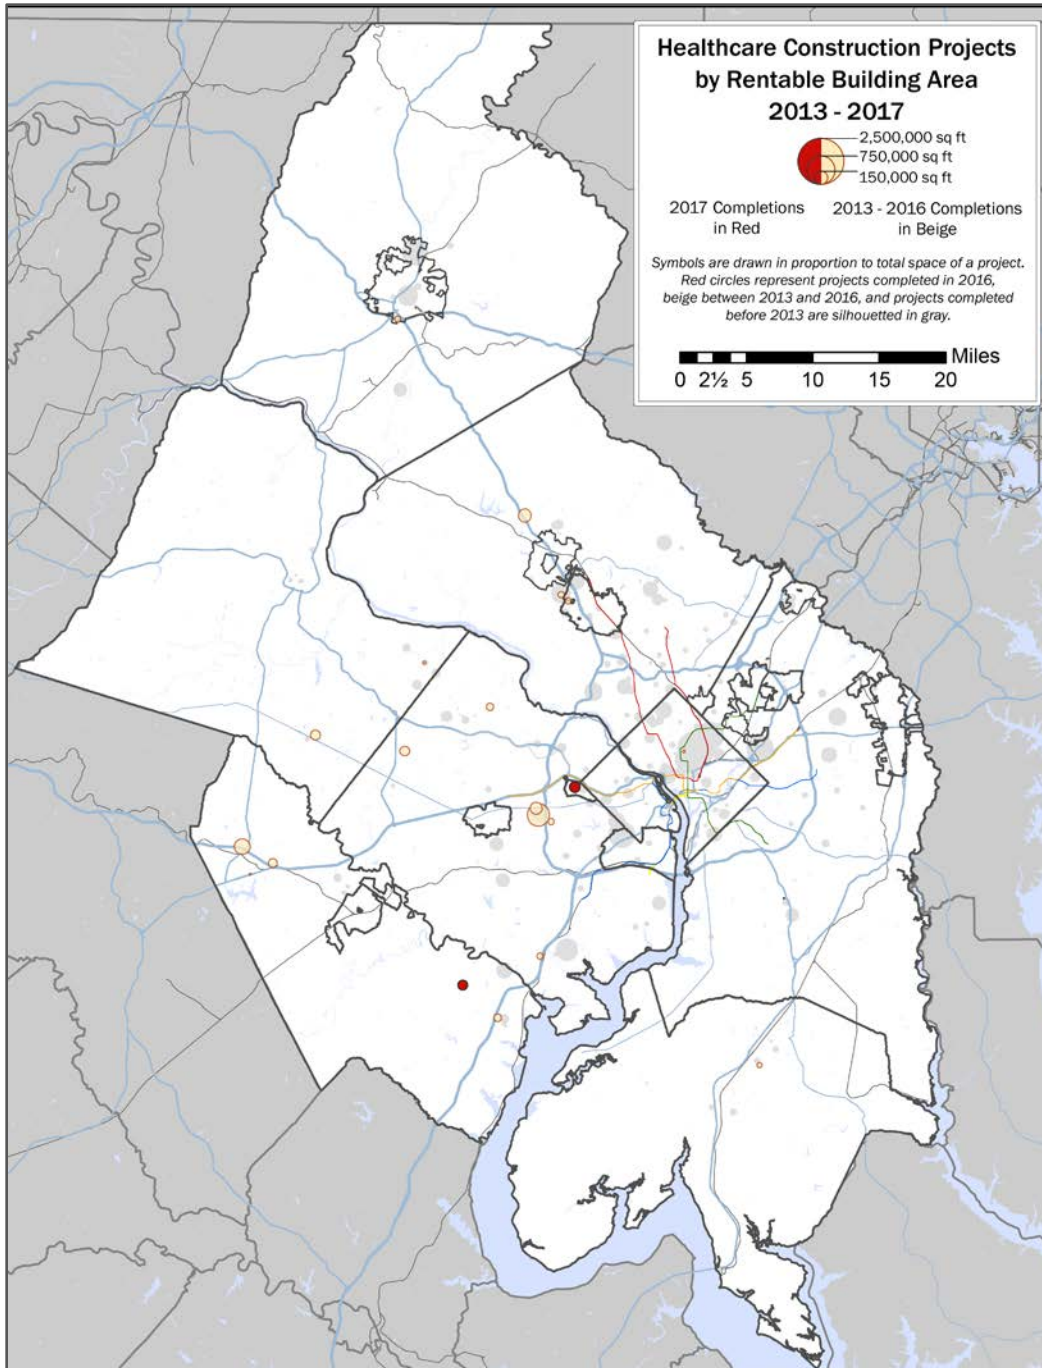 Healthcare Construction Projects
by Rentable Building Area
2013 - 2017
2,500,000 sq ft
750,000 sq ft
150,000 sq ft
2017 Completions
in Red
2013 - 2016 Completions
in Beige
Symbols are drawn in proportion to total space of a project.
Red circles represent projects completed in 2016,
beige between 2013 and 2016, and projects completed
before 2013 are silhouetted in gray.
Miles
0 2½ 5 10 15 20